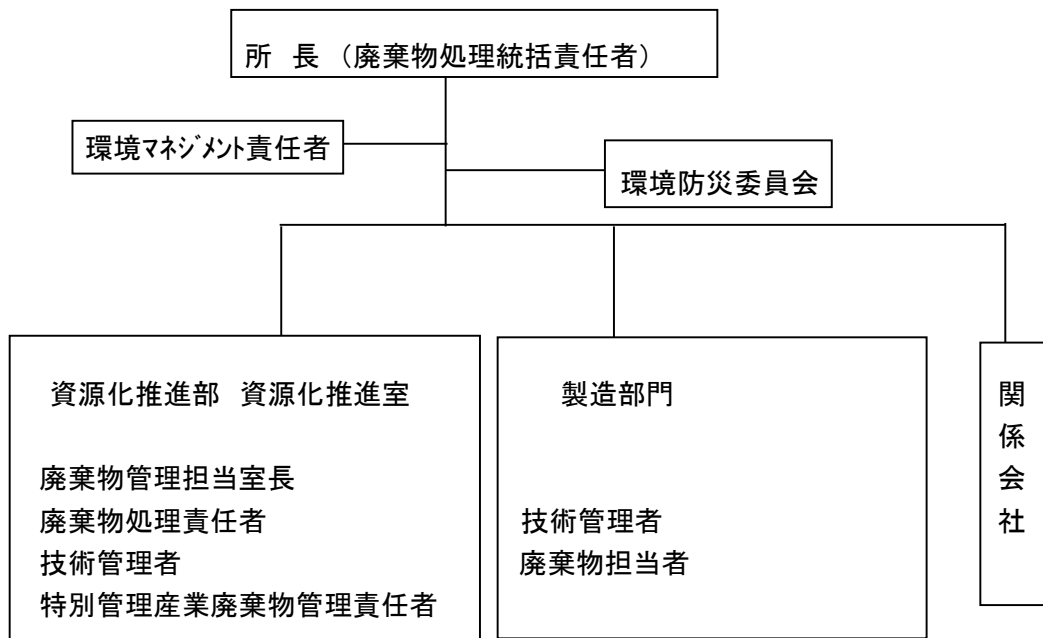 所 長 （廃棄物処理統括責任者）
環境ﾏﾈｼﾞﾒﾝﾄ責任者
環境防災委員会
資源化推進部 資源化推進室
廃棄物管理担当室長
廃棄物処理責任者
技術管理者
特別管理産業廃棄物管理責任者
製造部門
技術管理者
廃棄物担当者
関係会社